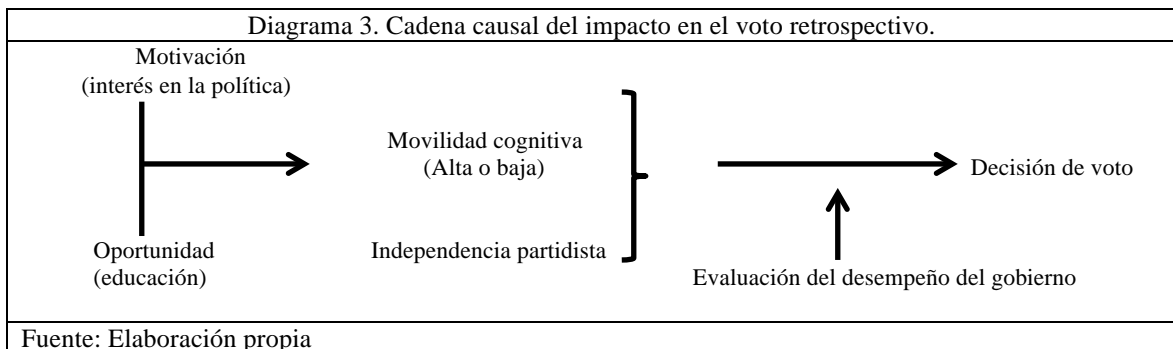 Diagrama 3. Cadena causal del impacto en el voto retrospectivo.
Motivación
(interés en la política)
Movilidad cognitiva
(Alta o baja)
Decisión de voto
Oportunidad
(educación)
Independencia partidista
Evaluación del desempeño del gobierno
Fuente: Elaboración propia